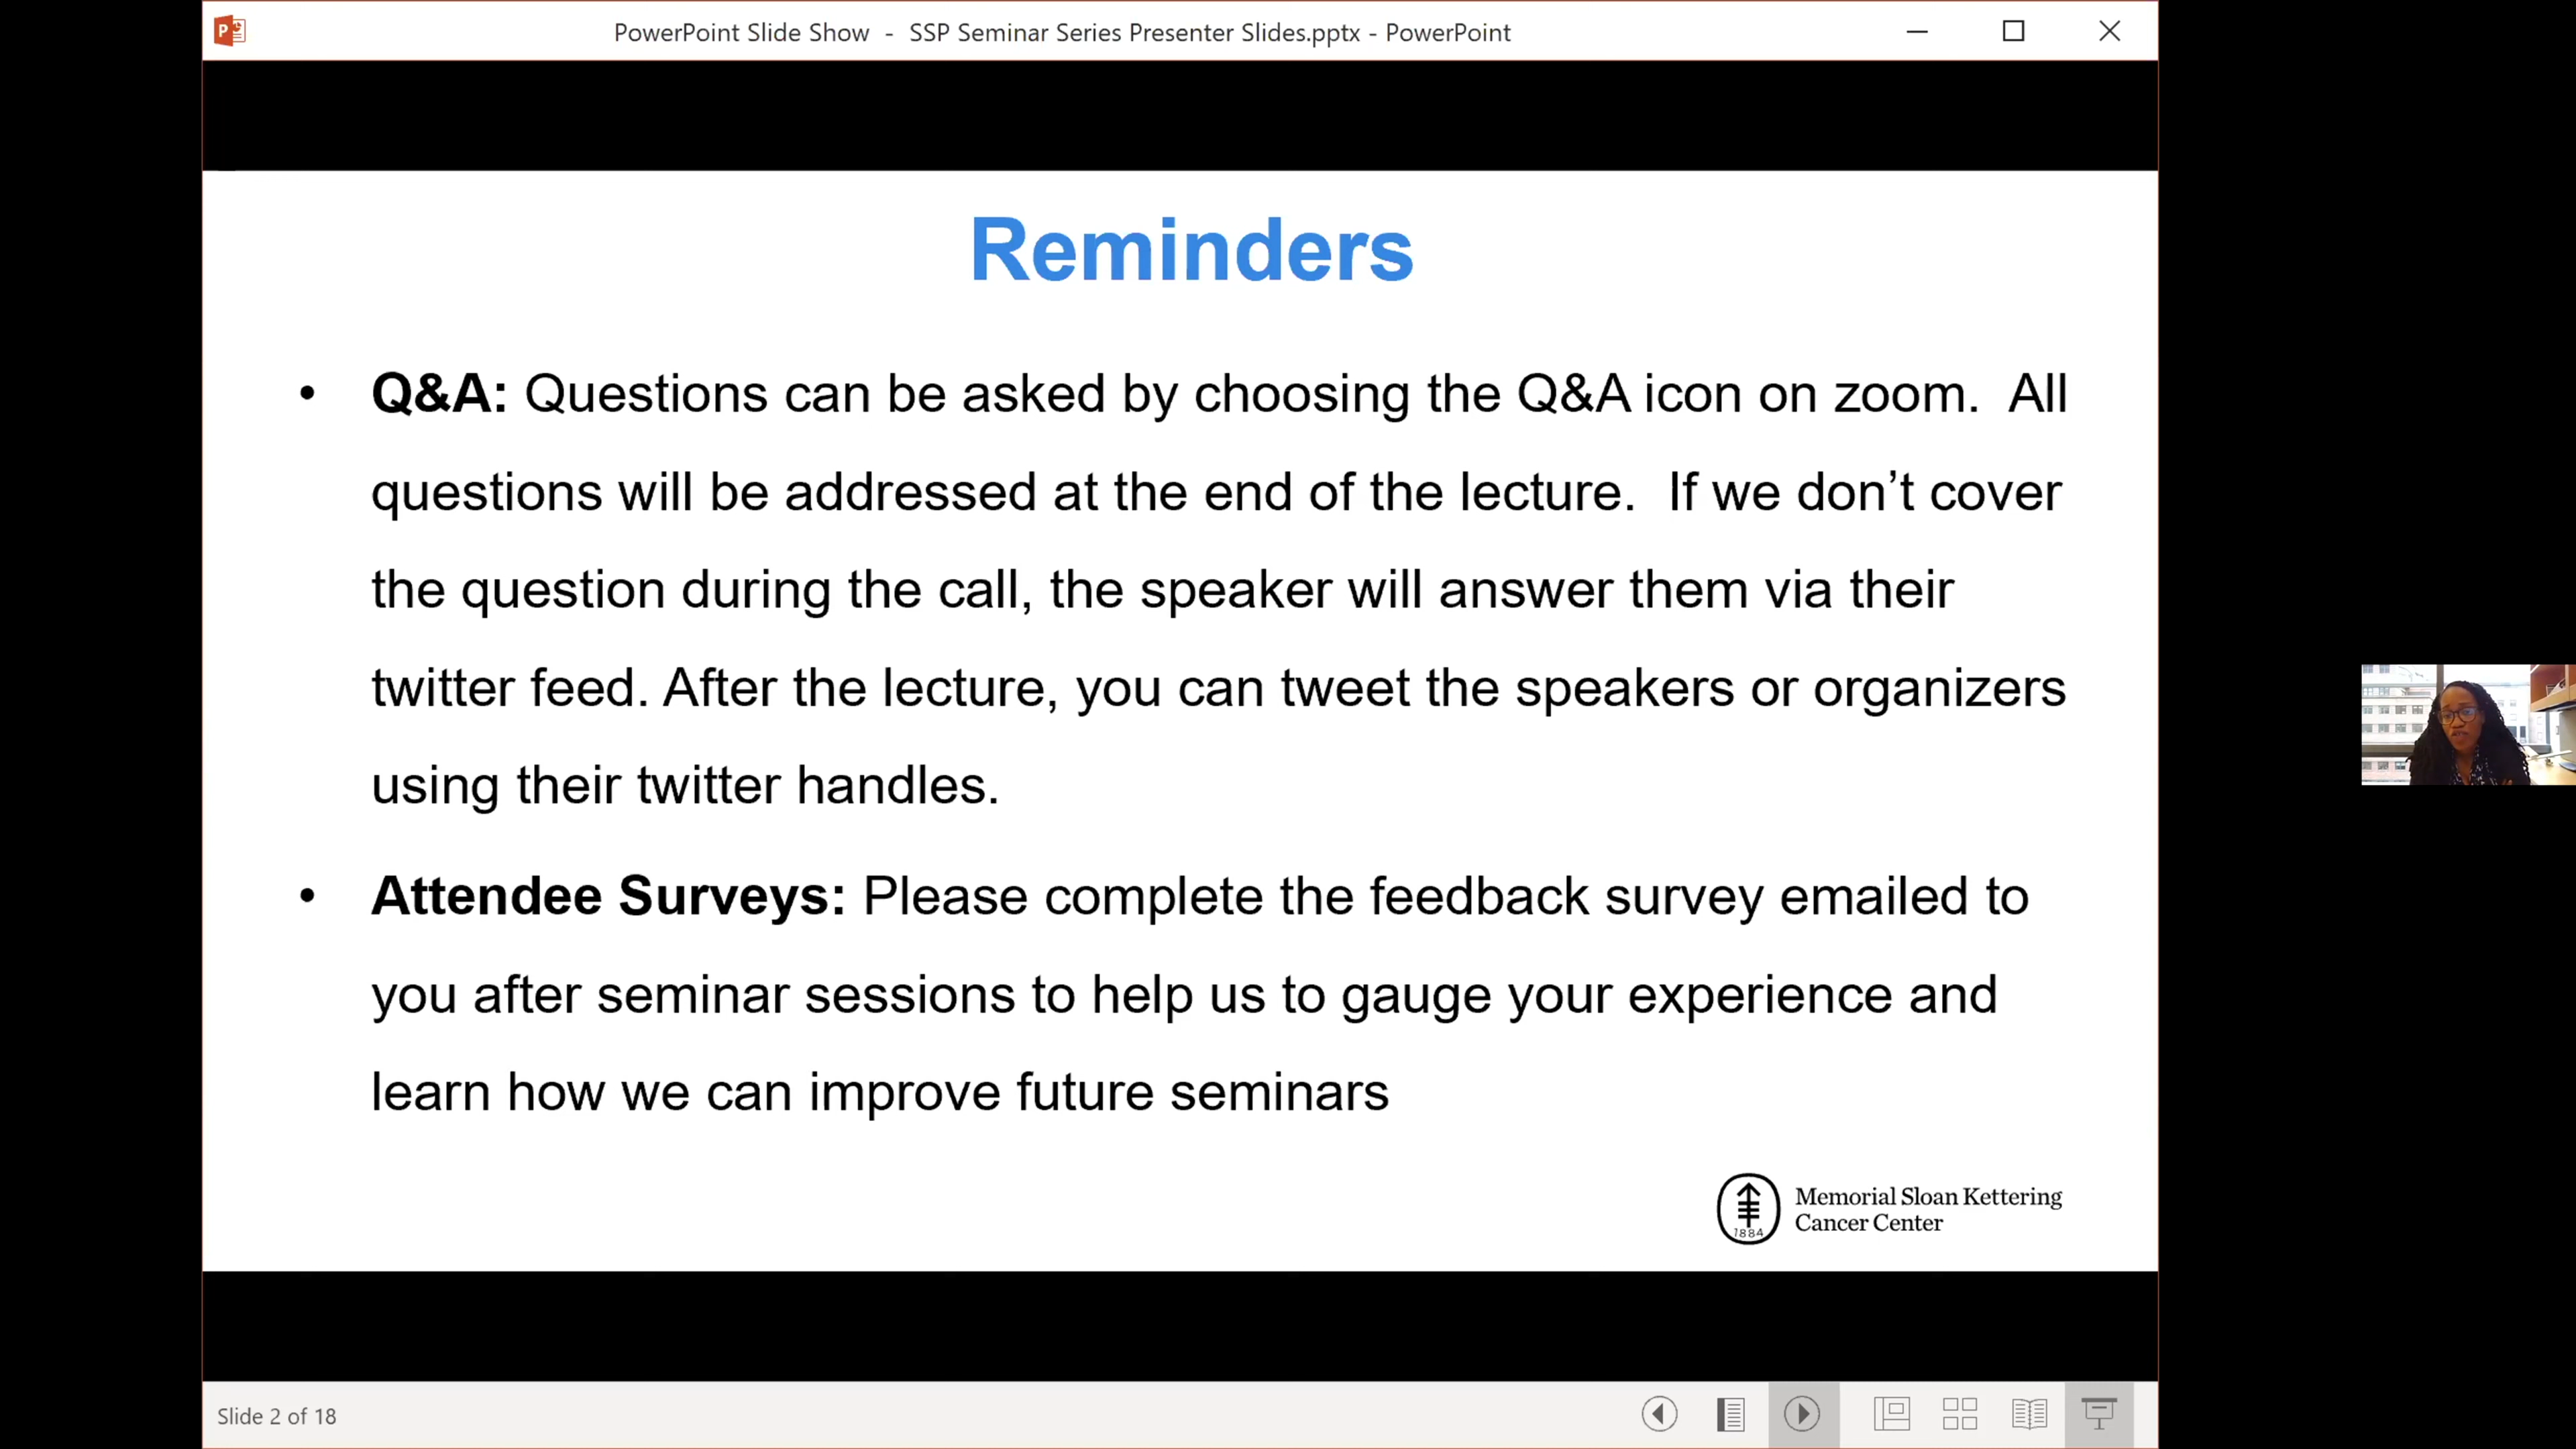 PowerPoint Slide Show - SSP Seminar Series Presenter Slides.pptx - PowerPoint
Reminders
• Q&A: Questions can be asked by choosing the Q&A icon on zoom.  All
questions will be addressed at the end of the lecture.  If we don’t cover
the question during the call, the speaker will answer them via their
twitter feed. After the lecture, you can tweet the speakers or organizers
using their twitter handles.
• Attendee Surveys: Please complete the feedback survey emailed to
you after seminar sessions to help us to gauge your experience and
learn how we can improve future seminars
1884
Memorial Sloan Kettering
Cancer Center
Slide 2 of 18